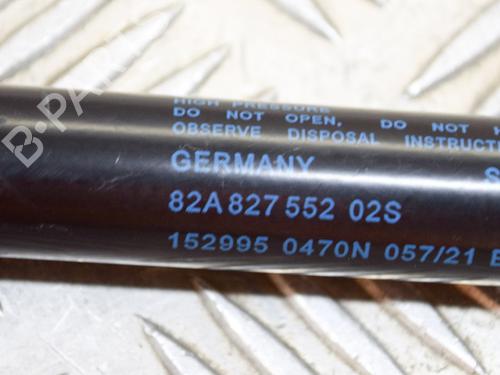 HIGH PRESSURE
DO NOT OPEN, DO NOT
OBSERVE DISPOSAL INSTRUCT
GERMANY S
82A 827 552 02S
152995 0470N 057/21 E
B-PARTS